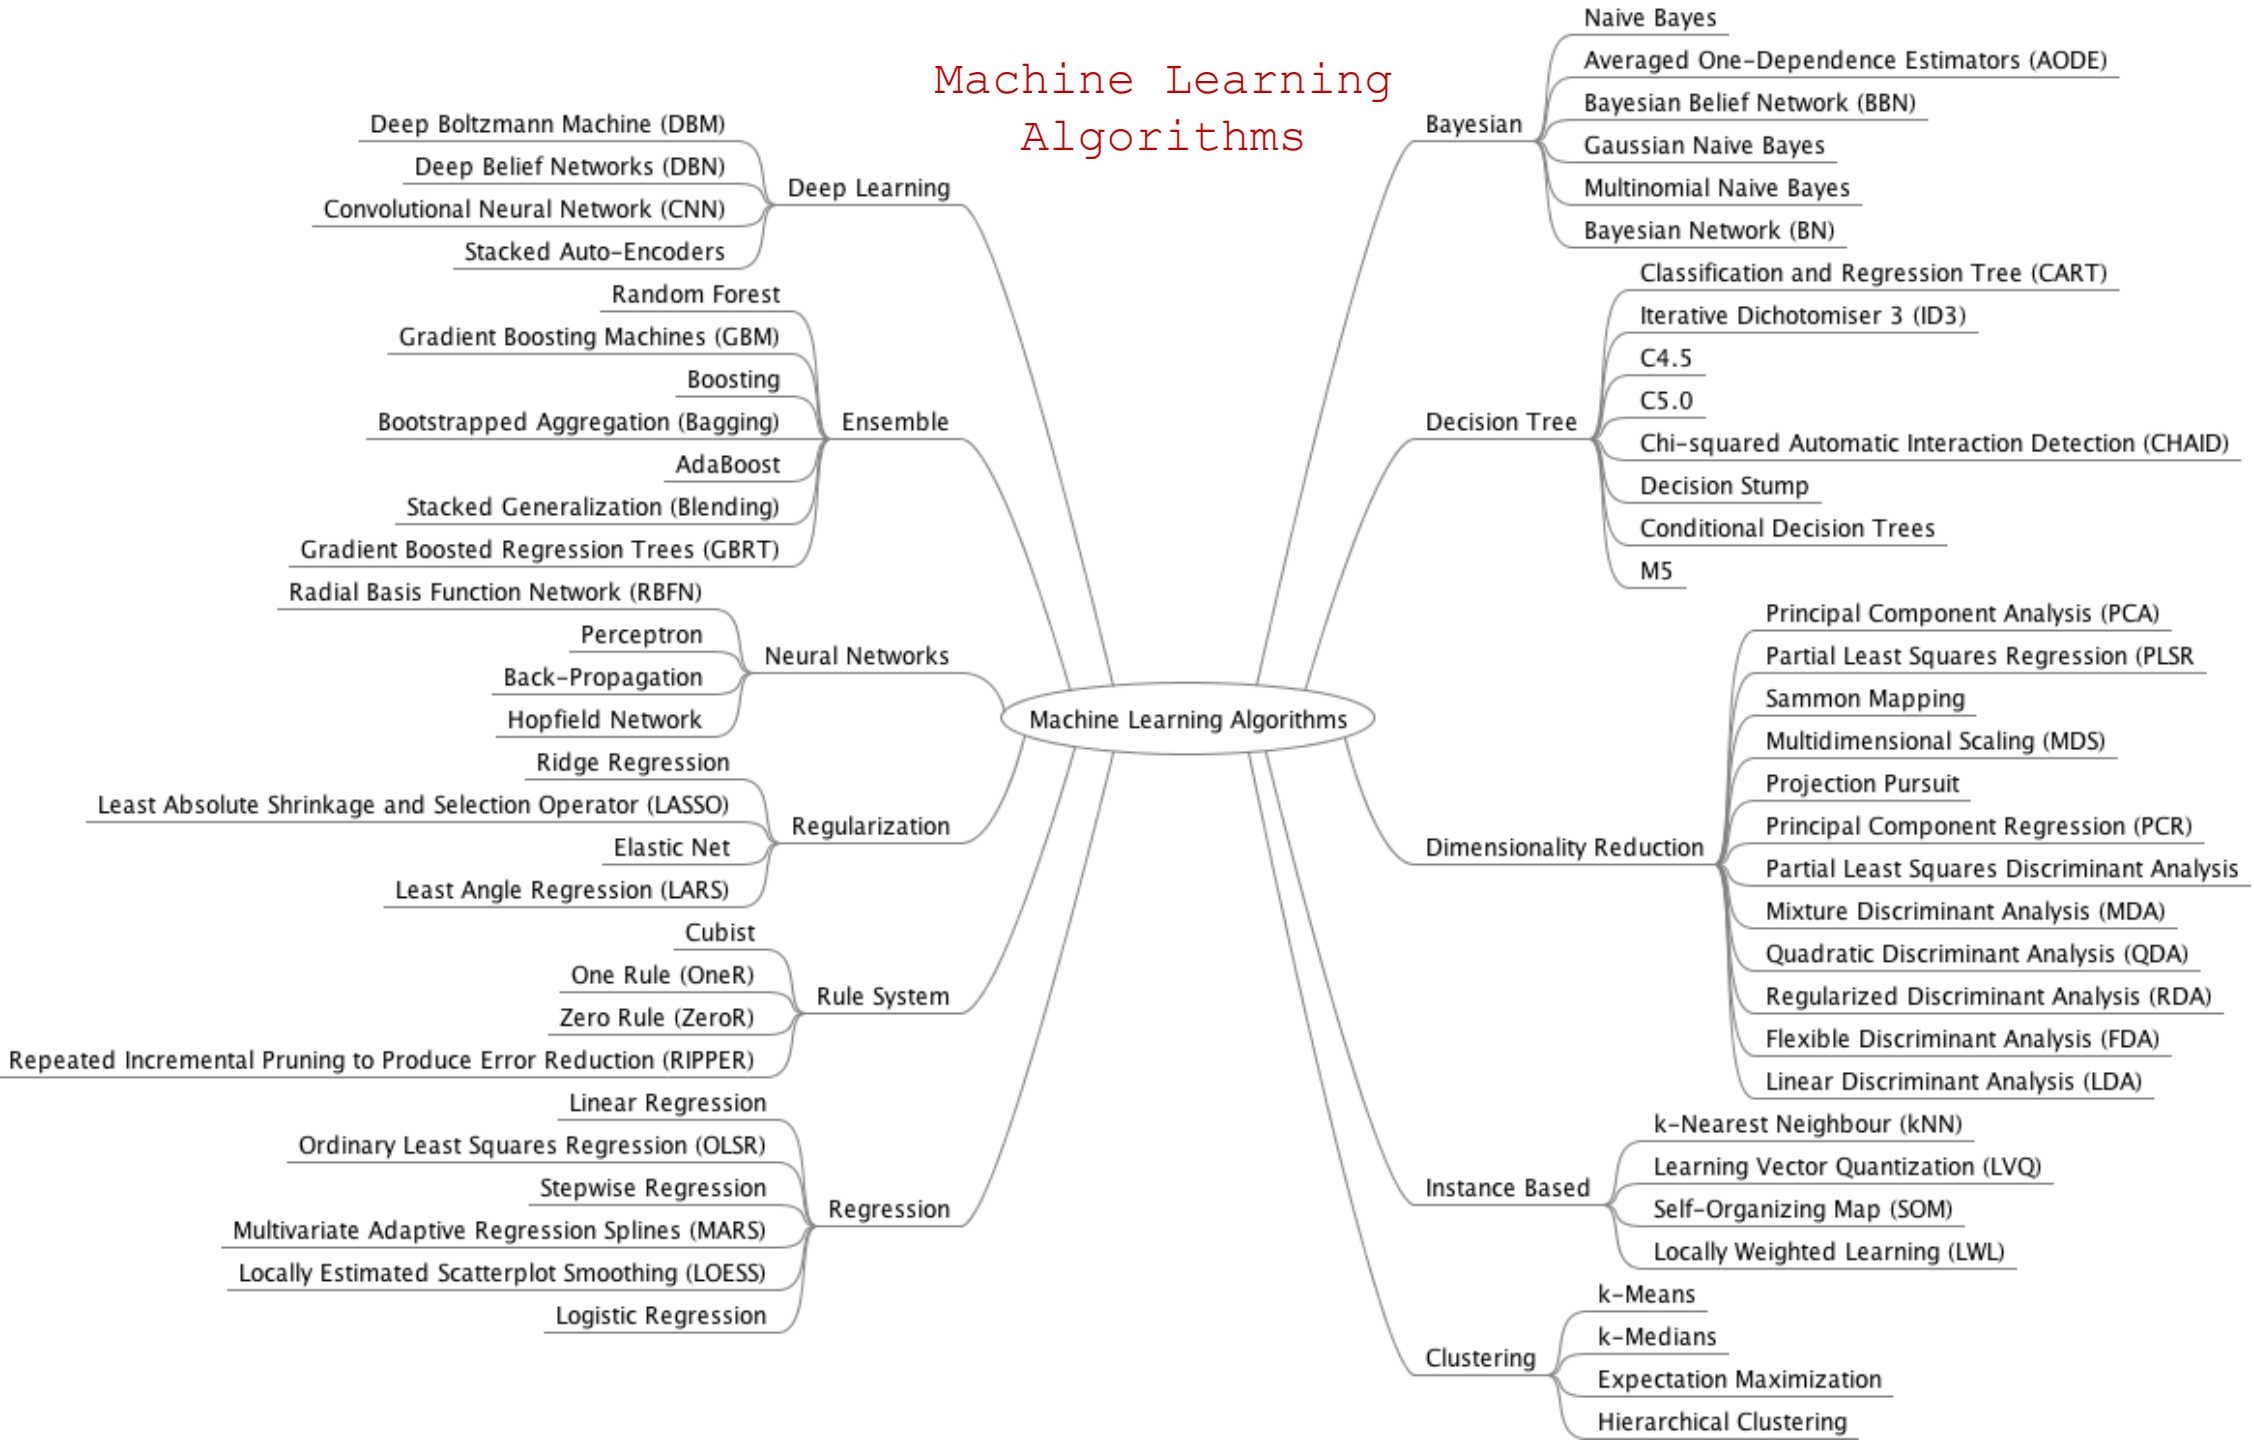 Machine Learning
Algorithms
Deep Boltzmann Machine (DBM)
Deep Belief Networks (DBN)
Convolutional Neural Network (CNN)
Stacked Auto-Encoders
Deep Learning
Random Forest
Gradient Boosting Machines (GBM)
Boosting
Bootstrapped Aggregation (Bagging)
AdaBoost
Stacked Generalization (Blending)
Gradient Boosted Regression Trees (GBRT)
Ensemble
Radial Basis Function Network (RBFN)
Perceptron
Back-Propagation
Hopfield Network
Neural Networks
Ridge Regression
Least Absolute Shrinkage and Selection Operator (LASSO)
Elastic Net
Least Angle Regression (LARS)
Regularization
Cubist
One Rule (OneR)
Zero Rule (ZeroR)
Repeated Incremental Pruning to Produce Error Reduction (RIPPER)
Rule System
Linear Regression
Ordinary Least Squares Regression (OLSR)
Stepwise Regression
Multivariate Adaptive Regression Splines (MARS)
Locally Estimated Scatterplot Smoothing (LOESS)
Logistic Regression
Regression
Machine Learning Algorithms
Bayesian
Naive Bayes
Averaged One-Dependence Estimators (AODE)
Bayesian Belief Network (BBN)
Gaussian Naive Bayes
Multinomial Naive Bayes
Bayesian Network (BN)
Decision Tree
Classification and Regression Tree (CART)
Iterative Dichotomiser 3 (ID3)
C4.5
C5.0
Chi-squared Automatic Interaction Detection (CHAID)
Decision Stump
Conditional Decision Trees
M5
Dimensionality Reduction
Principal Component Analysis (PCA)
Partial Least Squares Regression (PLSR
Sammon Mapping
Multidimensional Scaling (MDS)
Projection Pursuit
Principal Component Regression (PCR)
Partial Least Squares Discriminant Analysis
Mixture Discriminant Analysis (MDA)
Quadratic Discriminant Analysis (QDA)
Regularized Discriminant Analysis (RDA)
Flexible Discriminant Analysis (FDA)
Linear Discriminant Analysis (LDA)
Instance Based
k-Nearest Neighbour (kNN)
Learning Vector Quantization (LVQ)
Self-Organizing Map (SOM)
Locally Weighted Learning (LWL)
Clustering
k-Means
k-Medians
Expectation Maximization
Hierarchical Clustering